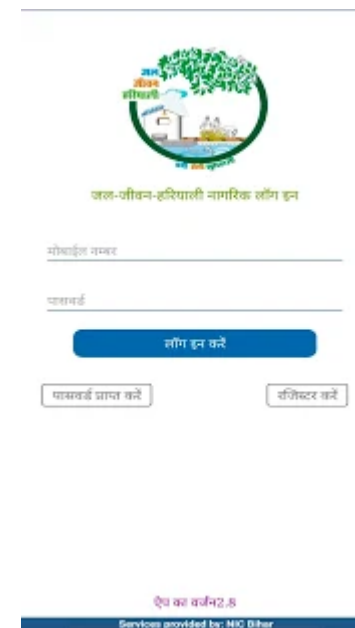 जल
जीवन
हरियाली
जल-जीवन-हरियाली नागरिक लॉग इन
मोबाईल नम्बर
पासवर्ड
लॉग इन करें
पासवर्ड प्राप्त करें
रजिस्टर करें
ऐप का वर्जन2.8
Services provided by: NIC Bihar